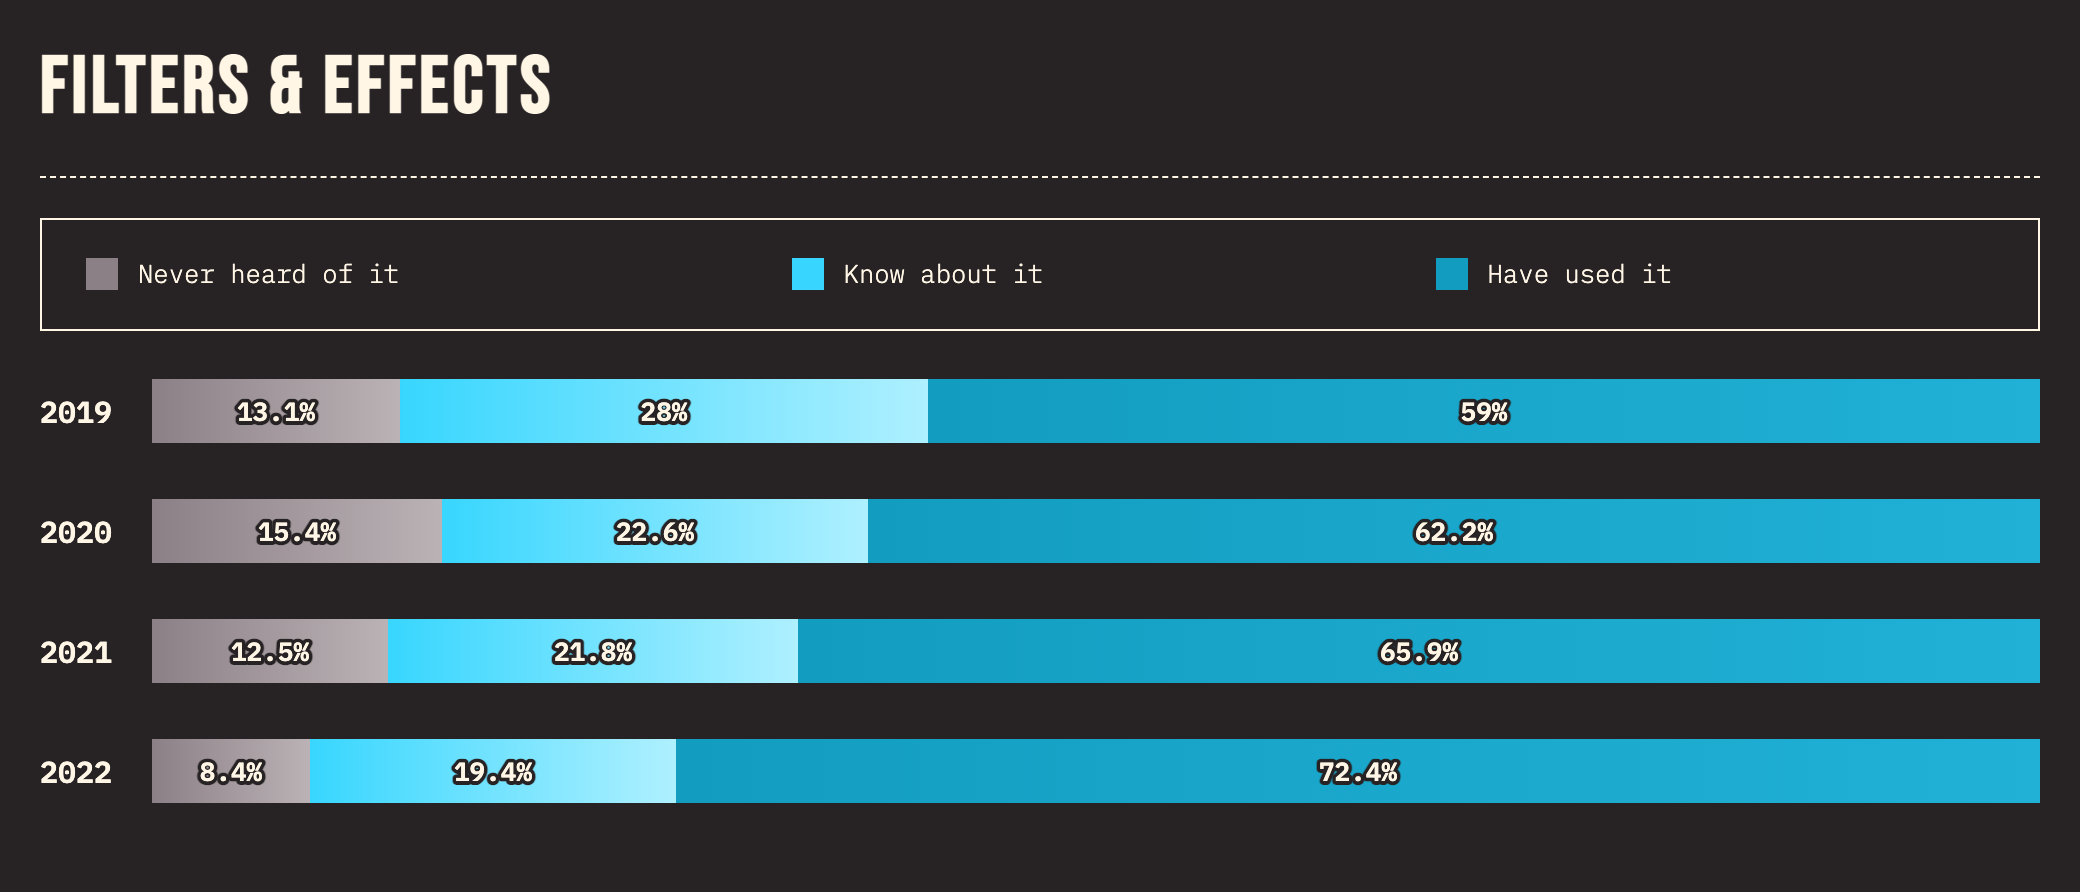 FILTERS & EFFECTS
Never heard of it Know about it Have used it
2019 13.1% 28% 59%
2020 15.4% 22.6% 62.2%
2021 12.5% 21.8% 65.9%
2022 8.4% 19.4% 72.4%